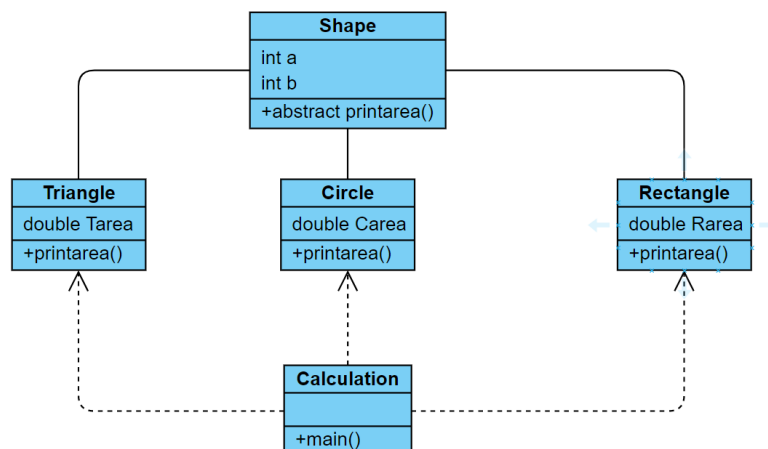 Shape
int a
int b
+abstract printarea()
Triangle
double Tarea
+printarea()
Circle
double Carea
+printarea()
Rectangle
double Rarea
+printarea()
Calculation
+main()